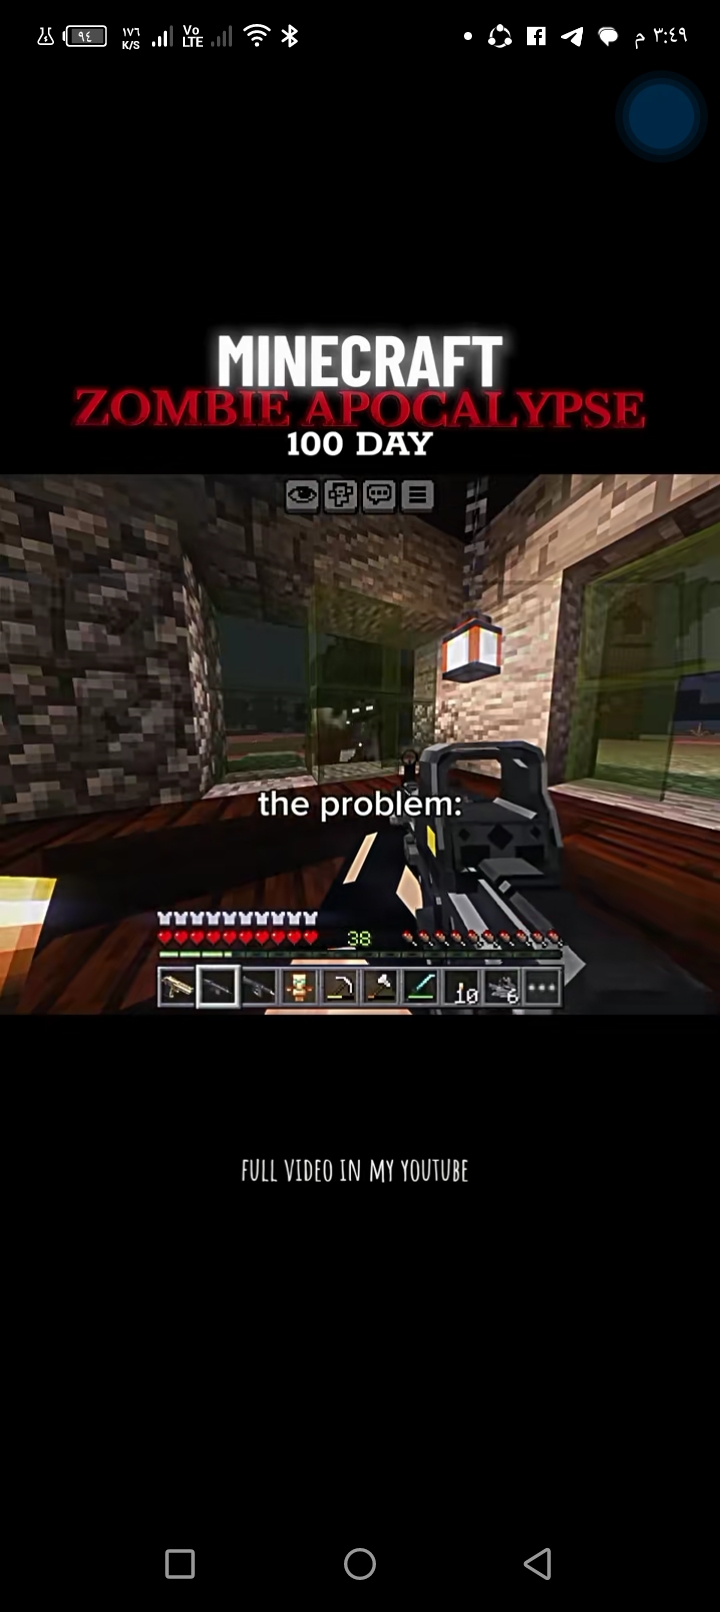 ٩٤ ١٧٦ K/S Vo LTE ٣:٤٩ م
MINECRAFT
ZOMBIE APOCALYPSE
100 DAY
the problem:
38
10 6
FULL VIDEO IN MY YOUTUBE